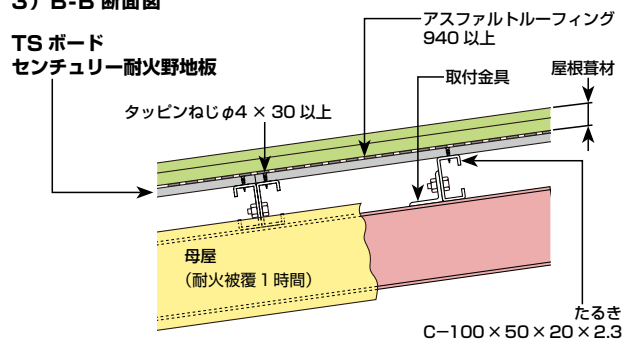 3）B-B 断面図
TS ボード
センチュリー耐火野地板
アスファルトルーフィング
940 以上
取付金具
屋根葺材
タッピンねじφ4 × 30 以上
母屋
（耐火被覆 1 時間）
たるき
C−100 × 50 × 20 × 2.3